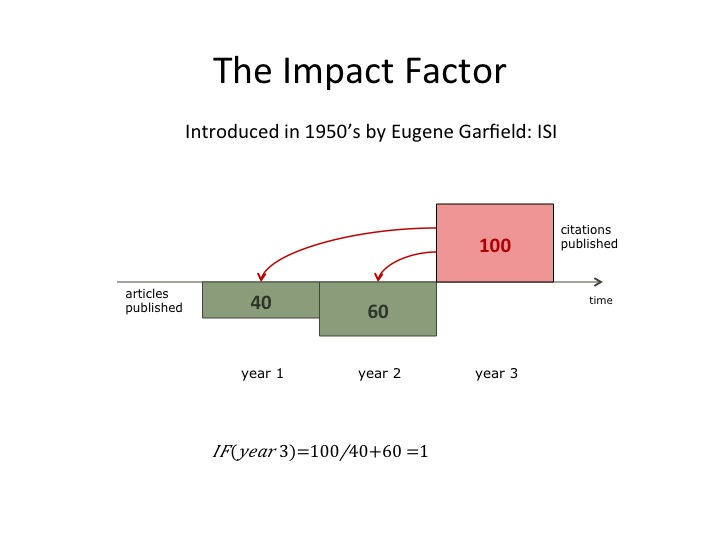 The Impact Factor
Introduced in 1950’s by Eugene Garfield: ISI
100
citations
published
articles
published
40
60
time
year 1
year 2
year 3
IF(year 3)=100/40+60 =1